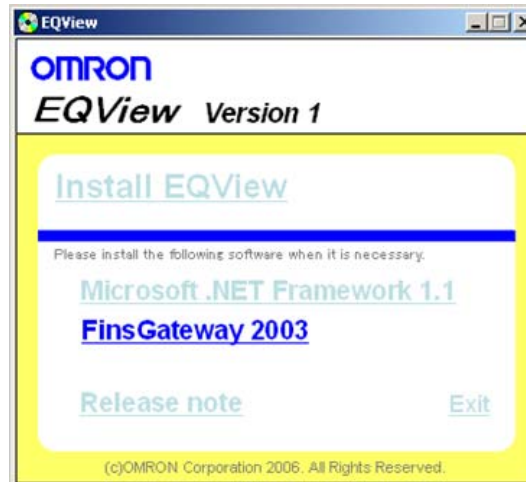 EQView
OMRON
EQView Version 1
Install EQView
Please install the following software when it is necessary.
Microsoft .NET Framework 1.1
FinsGateway 2003
Release note Exit
(c)OMRON Corporation 2006. All Rights Reserved.